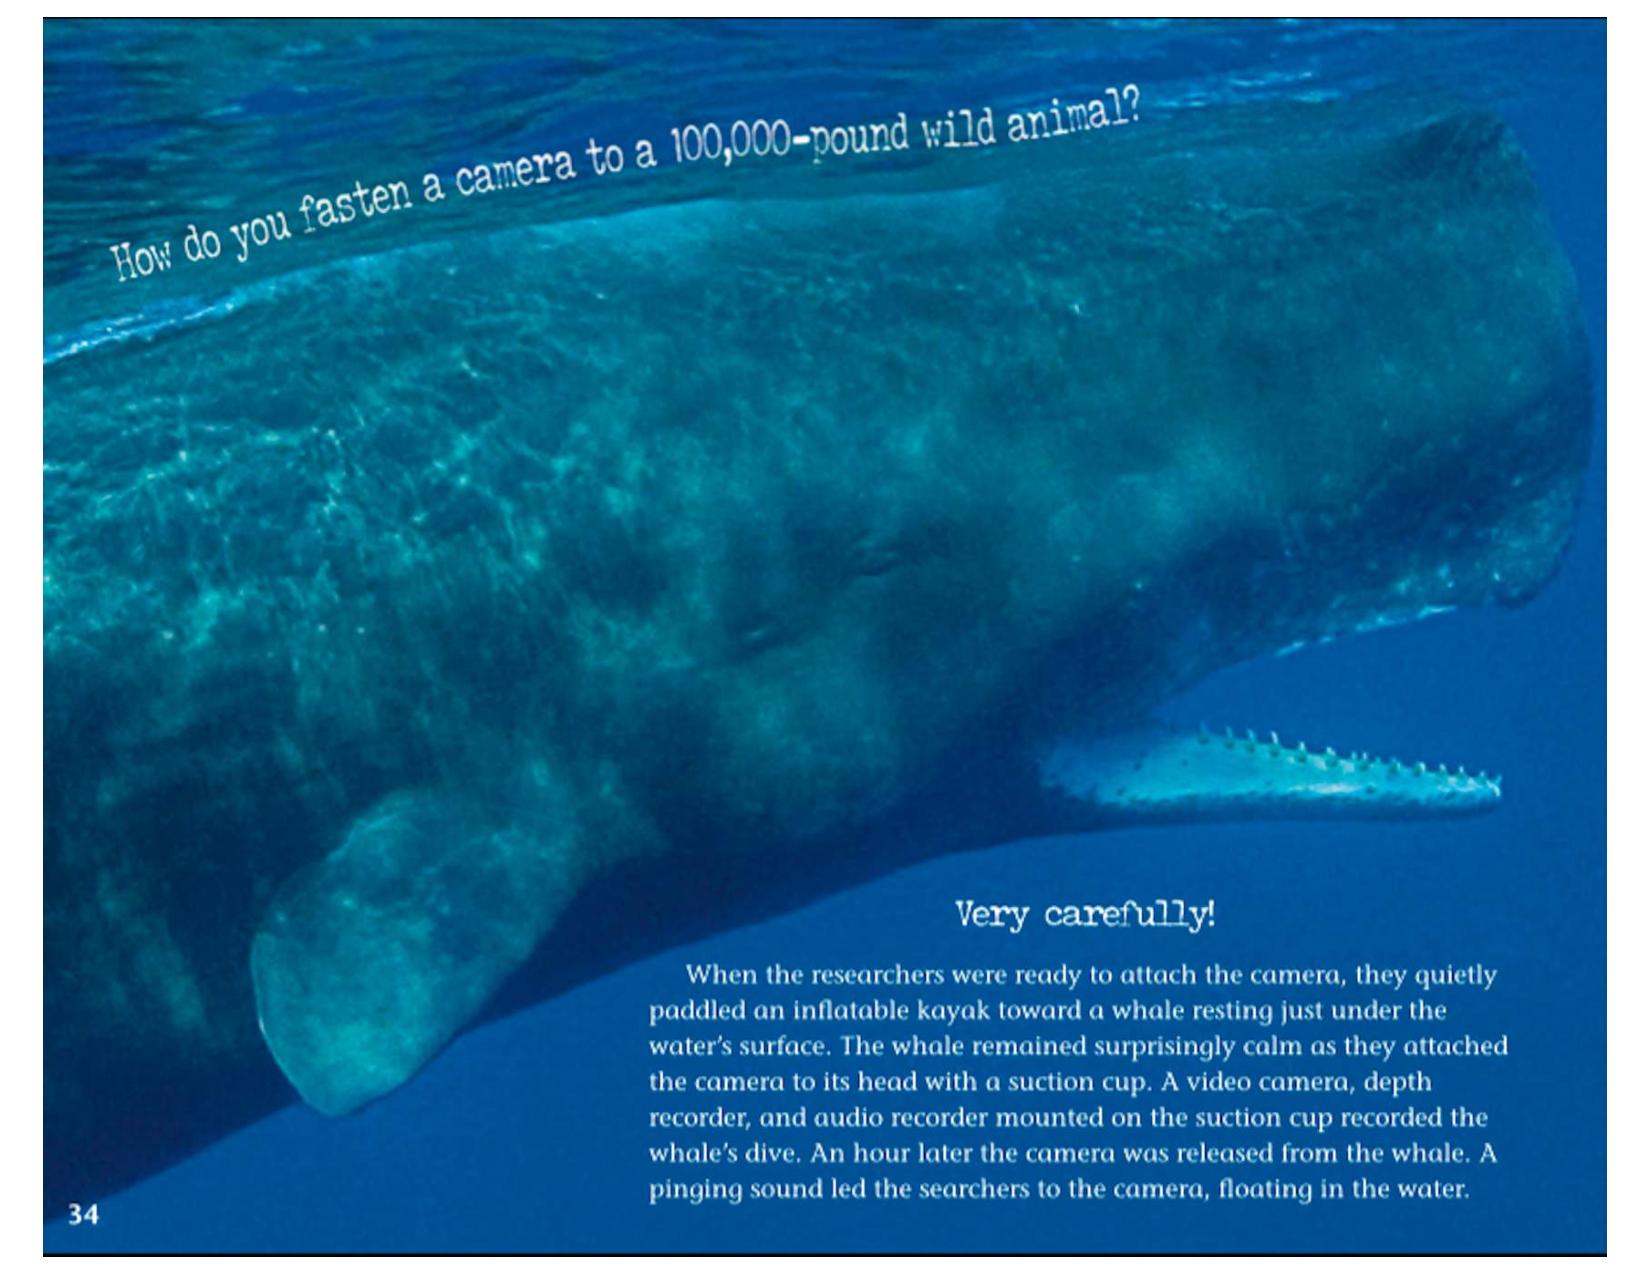 How do you fasten a camera to a 100,000-pound wild animal?
Very carefully!
When the researchers were ready to attach the camera, they quietly
paddled an inflatable kayak toward a whale resting just under the
water's surface. The whale remained surprisingly calm as they attached
the camera to its head with a suction cup. A video camera, depth
recorder, and audio recorder mounted on the suction cup recorded the
whale's dive. An hour later the camera was released from the whale. A
pinging sound led the searchers to the camera, floating in the water.
34